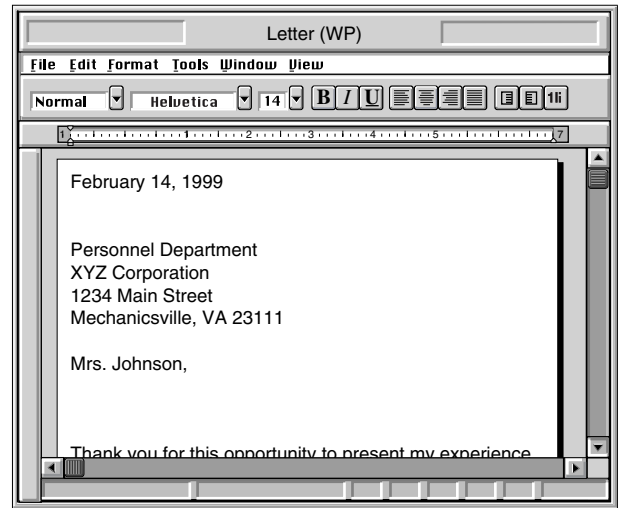 Letter (WP)
File Edit Format Tools Window View
Normal Helvetica 14 B I U 1li
1 1 2 3 4 5 7
February 14, 1999
Personnel Department
XYZ Corporation
1234 Main Street
Mechanicsville, VA 23111
Mrs. Johnson,
Thank you for this opportunity to present my experience